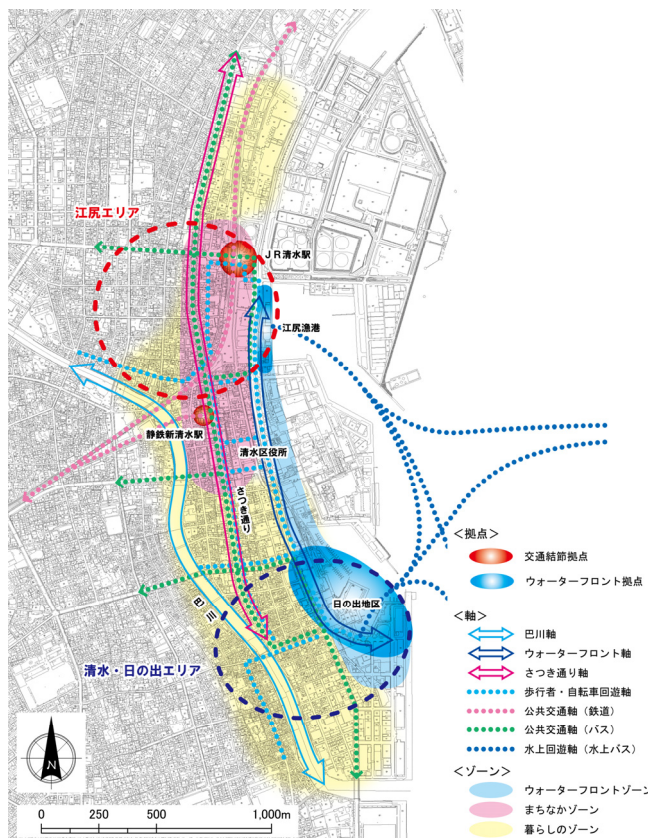 江尻エリア
JR清水駅
江尻漁港
静鉄新清水駅
清水区役所
さつき通り
日の出地区
巴川
清水・日の出エリア
N
0 250 500 1,000m
＜拠点＞
交通結節拠点
ウォーターフロント拠点
＜軸＞
巴川軸
ウォーターフロント軸
さつき通り軸
歩行者・自転車回遊軸
公共交通軸（鉄道）
公共交通軸（バス）
水上回遊軸（水上バス）
＜ゾーン＞
ウォーターフロントゾーン
まちなかゾーン
暮らしのゾーン